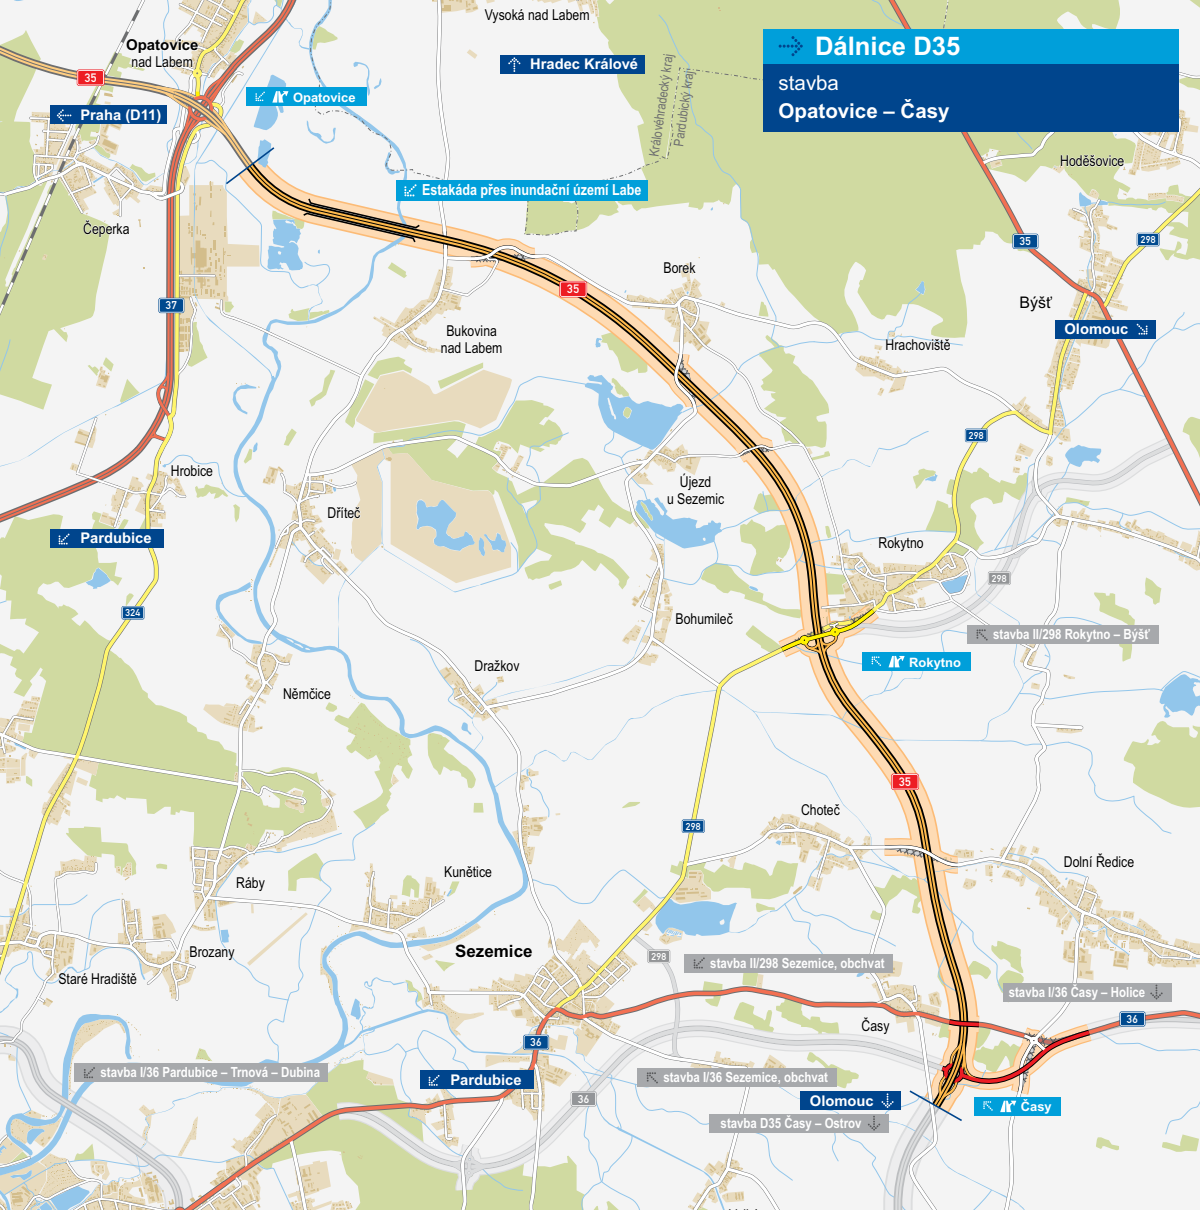 Vysoká nad Labem
Opatovice
nad Labem
Dálnice D35
stavba
Opatovice – Časy
Hradec Králové
35
Opatovice
Praha (D11)
Královéhradecký kraj
Pardubický kraj
Hoděšovice
Estakáda přes inundační území Labe
Čeperka
35
298
Borek
35
Býšť
37
Bukovina
nad Labem
Olomouc
Hrachoviště
298
Hrobice
Újezd
u Sezemic
Dříteč
Pardubice
Rokytno
298
324
Bohumileč
stavba II/298 Rokytno – Býšť
Rokytno
Dražkov
Němčice
35
Choteč
298
Dolní Ředice
Kunětice
Ráby
Sezemice
Brozany
298
stavba II/298 Sezemice, obchvat
Staré Hradiště
stavba I/36 Časy – Holice
Časy
36
36
stavba I/36 Pardubice – Trnová – Dubina
Pardubice
stavba I/36 Sezemice, obchvat
36
Olomouc
Časy
stavba D35 Časy – Ostrov